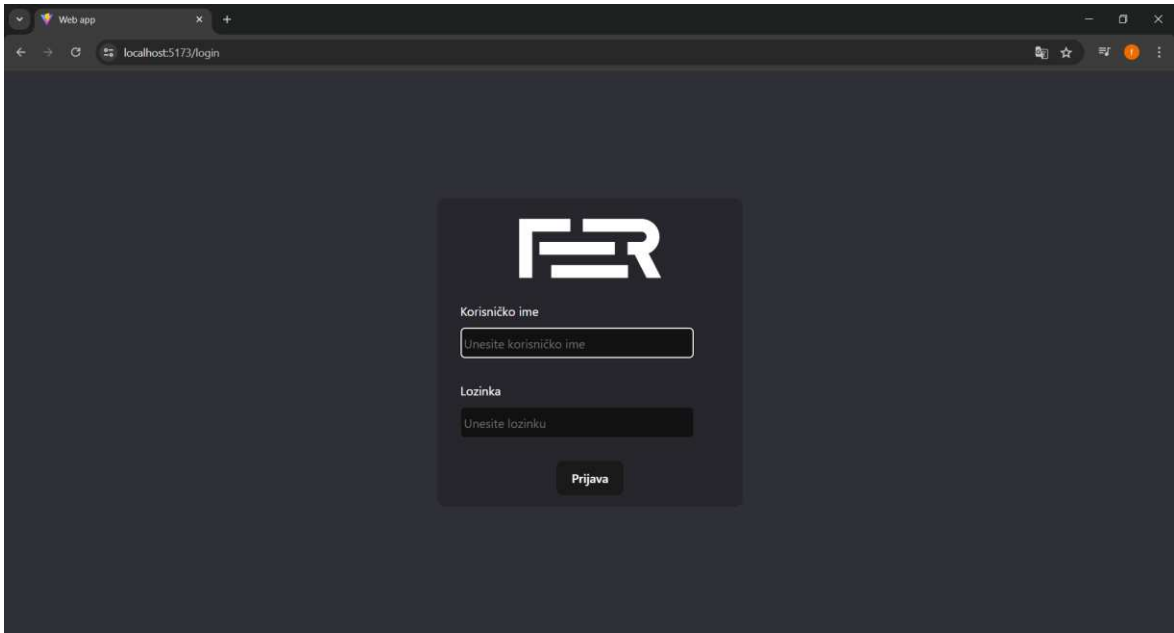 Web app
localhost:5173/login
FER
Korisničko ime
Unesite korisničko ime
Lozinka
Unesite lozinku
Prijava